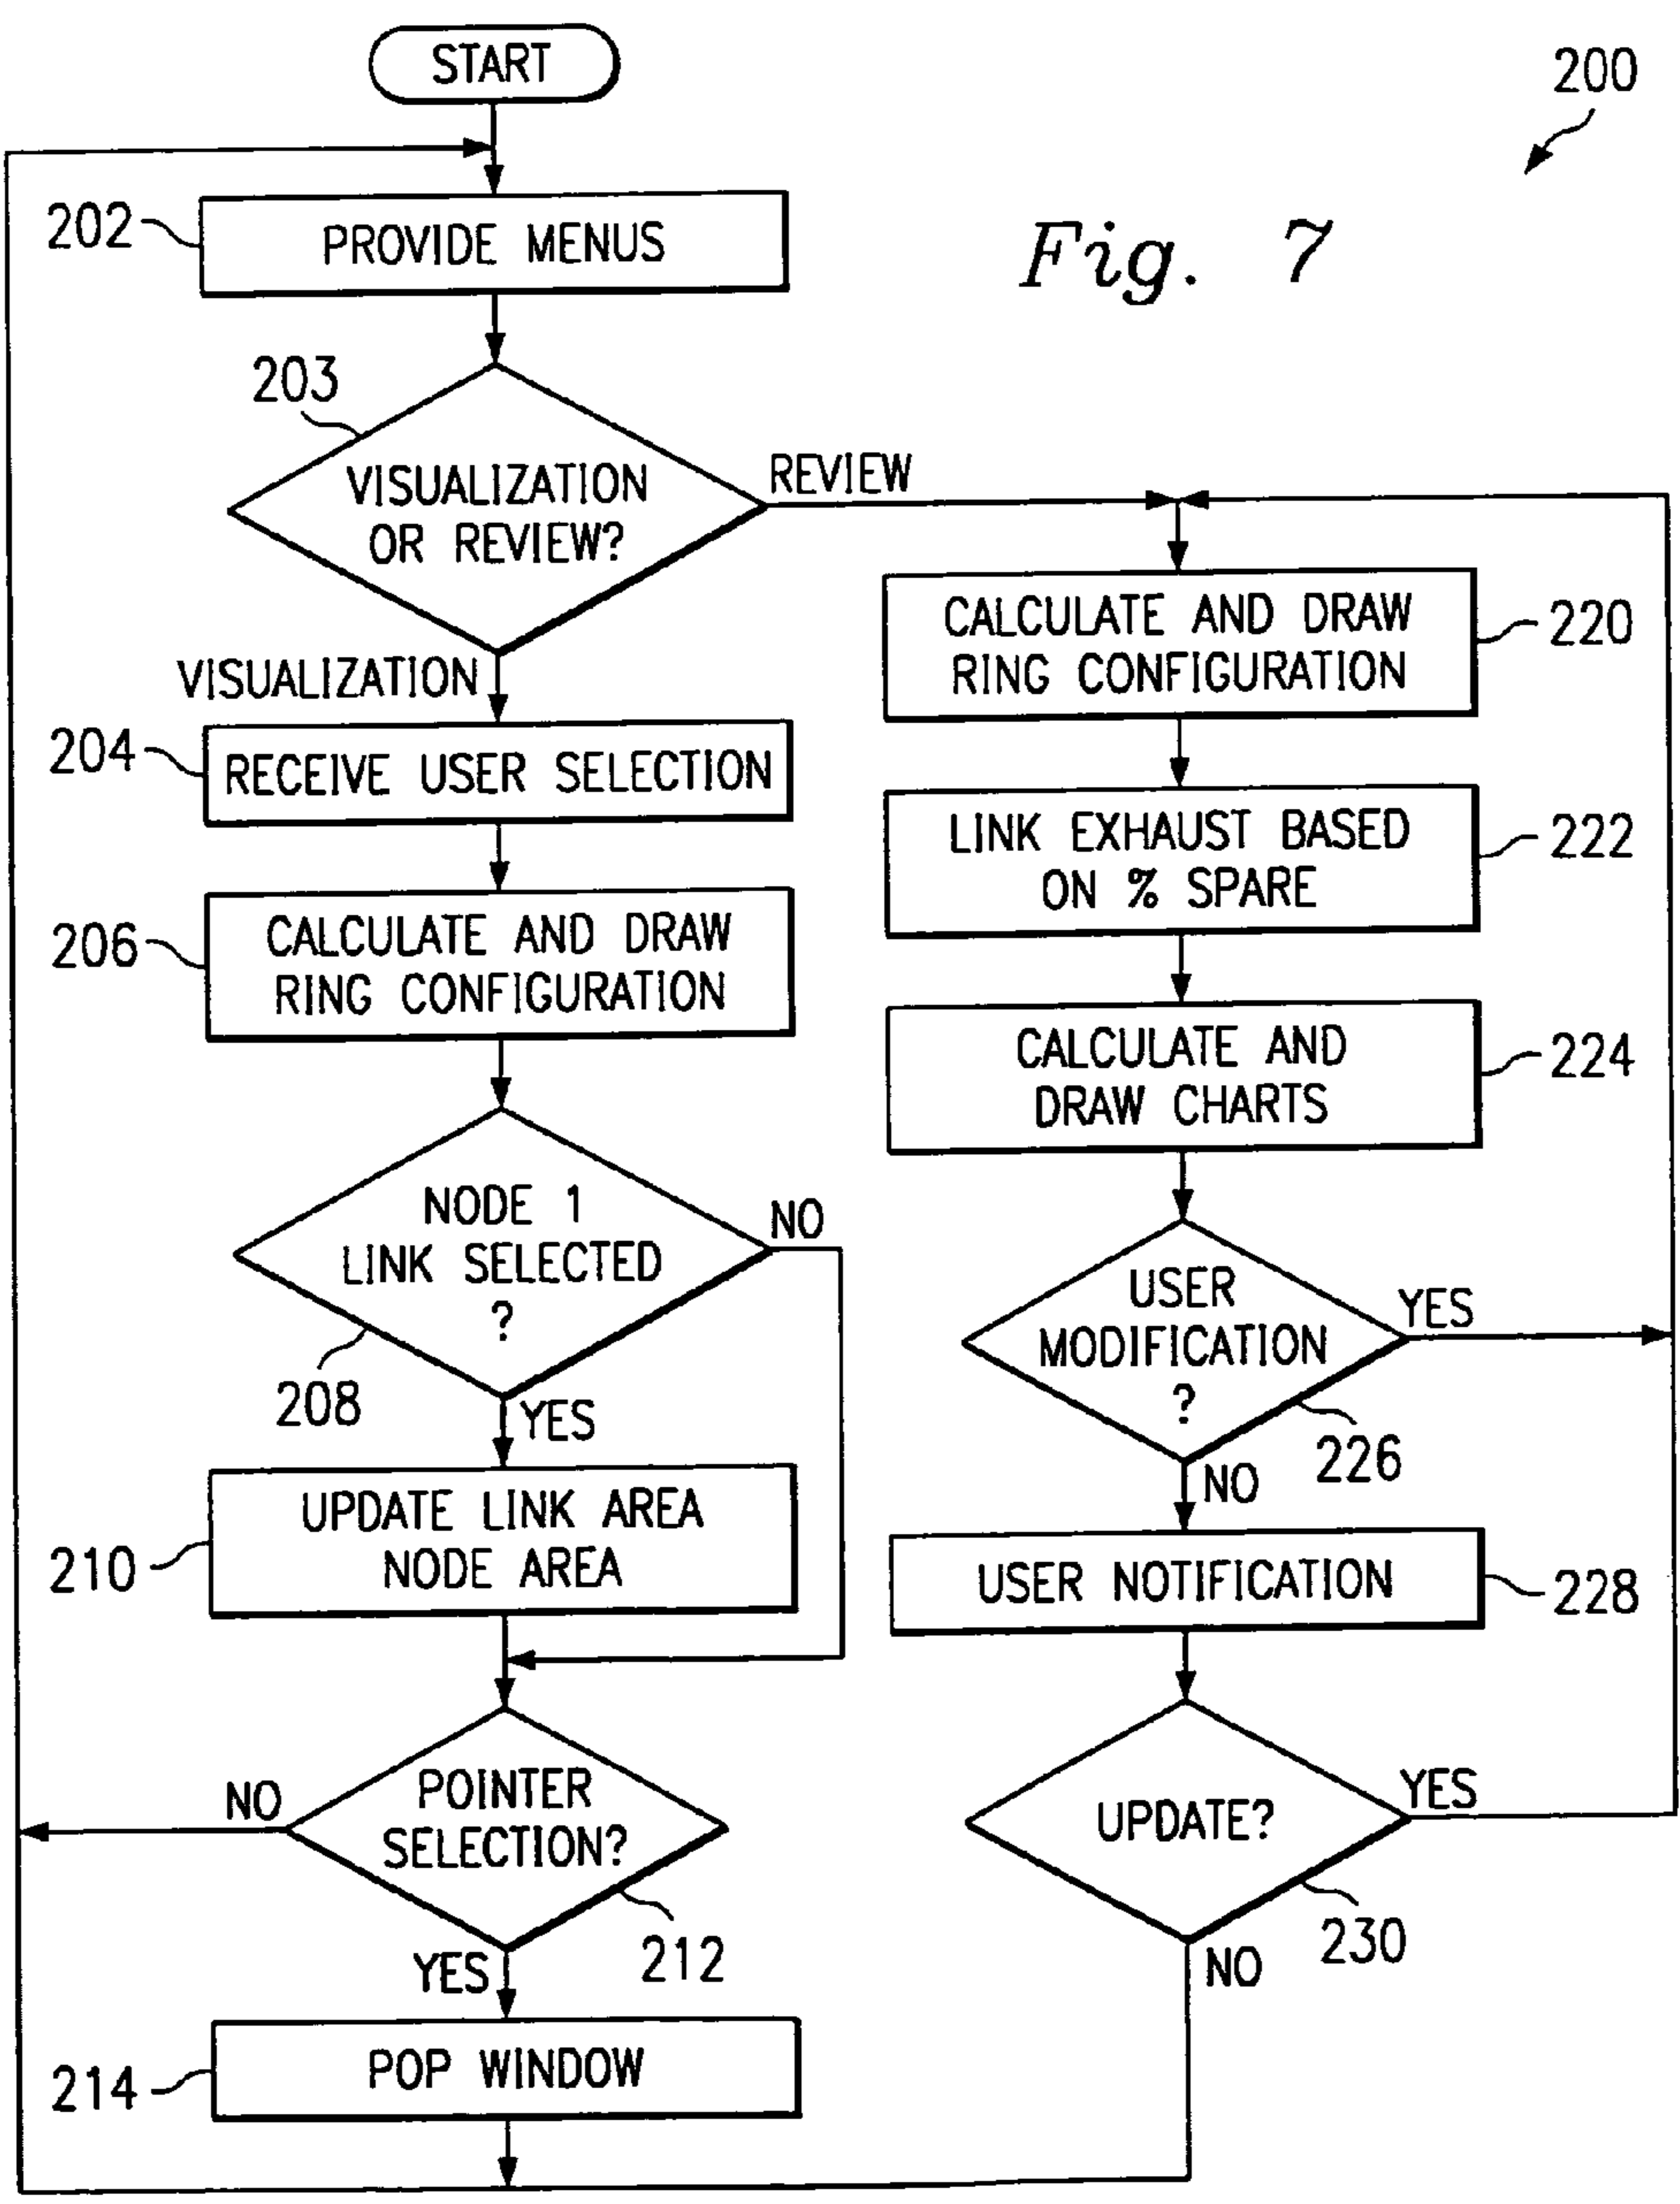 START
200
202
PROVIDE MENUS
Fig. 7
203
VISUALIZATION
OR REVIEW?
REVIEW
VISUALIZATION
204
RECEIVE USER SELECTION
206
CALCULATE AND DRAW
RING CONFIGURATION
NODE 1
LINK SELECTED
?
NO
208
YES
210
UPDATE LINK AREA
NODE AREA
NO
POINTER
SELECTION?
212
YES
214
POP WINDOW
CALCULATE AND DRAW
RING CONFIGURATION
220
LINK EXHAUST BASED
ON % SPARE
222
CALCULATE AND
DRAW CHARTS
224
USER
MODIFICATION
?
YES
226
NO
USER NOTIFICATION
228
UPDATE?
YES
230
NO